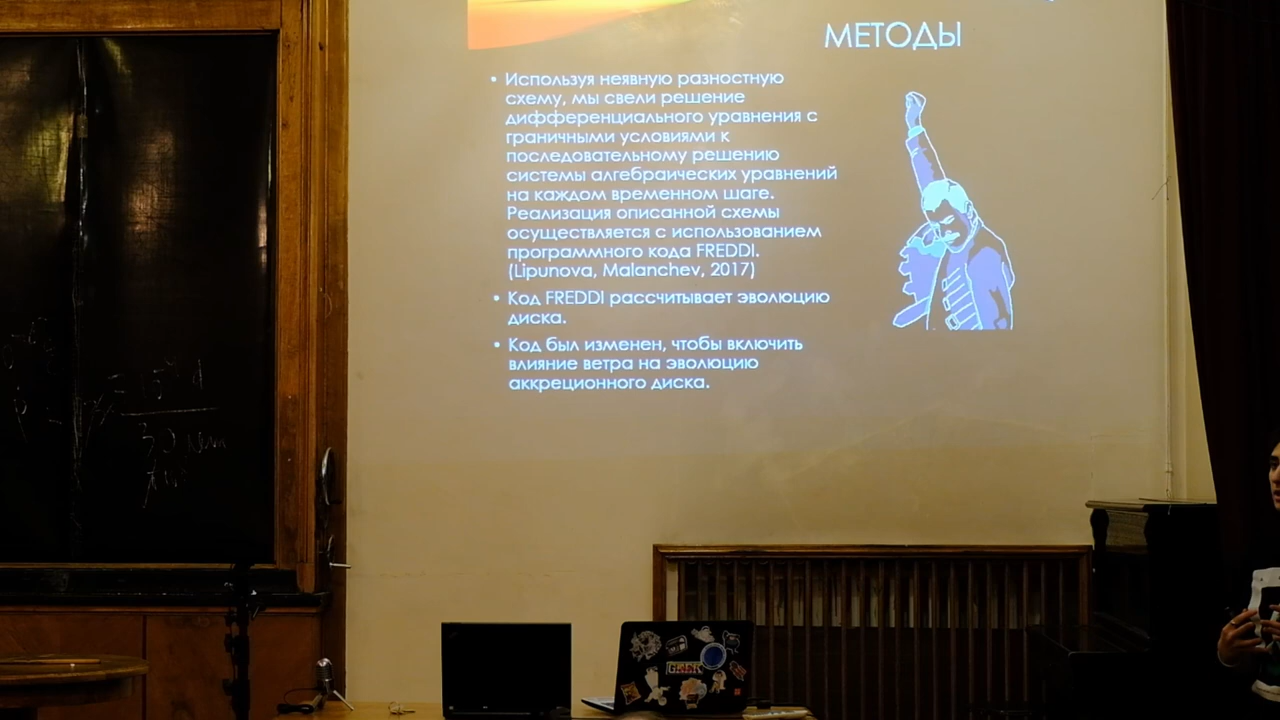 МЕТОДЫ
• Используя неявную разностную
схему, мы свели решение
дифференциального уравнения с
граничными условиями к
последовательному решению
системы алгебраических уравнений
на каждом временном шаге.
Реализация описанной схемы
осуществляется с использованием
программного кода FREDDI.
(Lipunova, Malanchev, 2017)
• Код FREDDI рассчитывает эволюцию
диска.
• Код был изменен, чтобы включить
влияние ветра на эволюцию
аккреционного диска.
GEEK